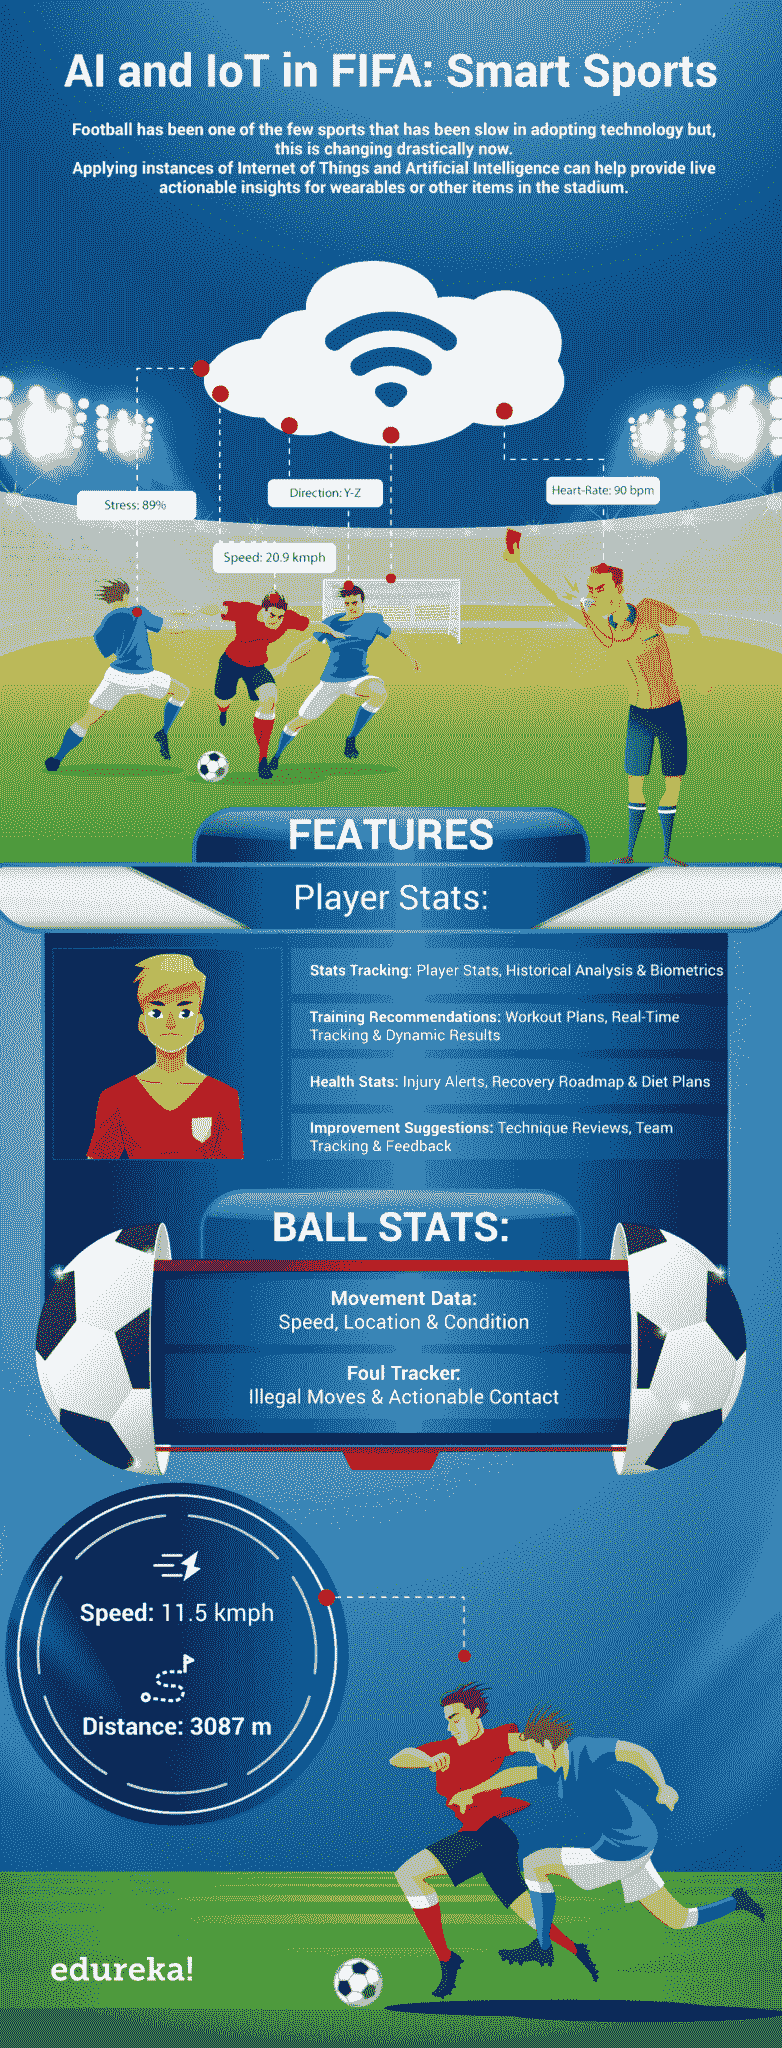 AI and IoT in FIFA: Smart Sports
Football has been one of the few sports that has been slow in adopting technology but,
this is changing drastically now.
Applying instances of Internet of Things and Artificial Intelligence can help provide live
actionable insights for wearables or other items in the stadium.
Stress: 89%
Direction: Y-Z
Heart-Rate: 90 bpm
Speed: 20.9 kmph
FEATURES
Player Stats:
Stats Tracking: Player Stats, Historical Analysis & Biometrics
Training Recommendations: Workout Plans, Real-Time
Tracking & Dynamic Results
Health Stats: Injury Alerts, Recovery Roadmap & Diet Plans
Improvement Suggestions: Technique Reviews, Team
Tracking & Feedback
BALL STATS:
Movement Data:
Speed, Location & Condition
Foul Tracker:
Illegal Moves & Actionable Contact
Speed: 11.5 kmph
Distance: 3087 m
edureka!